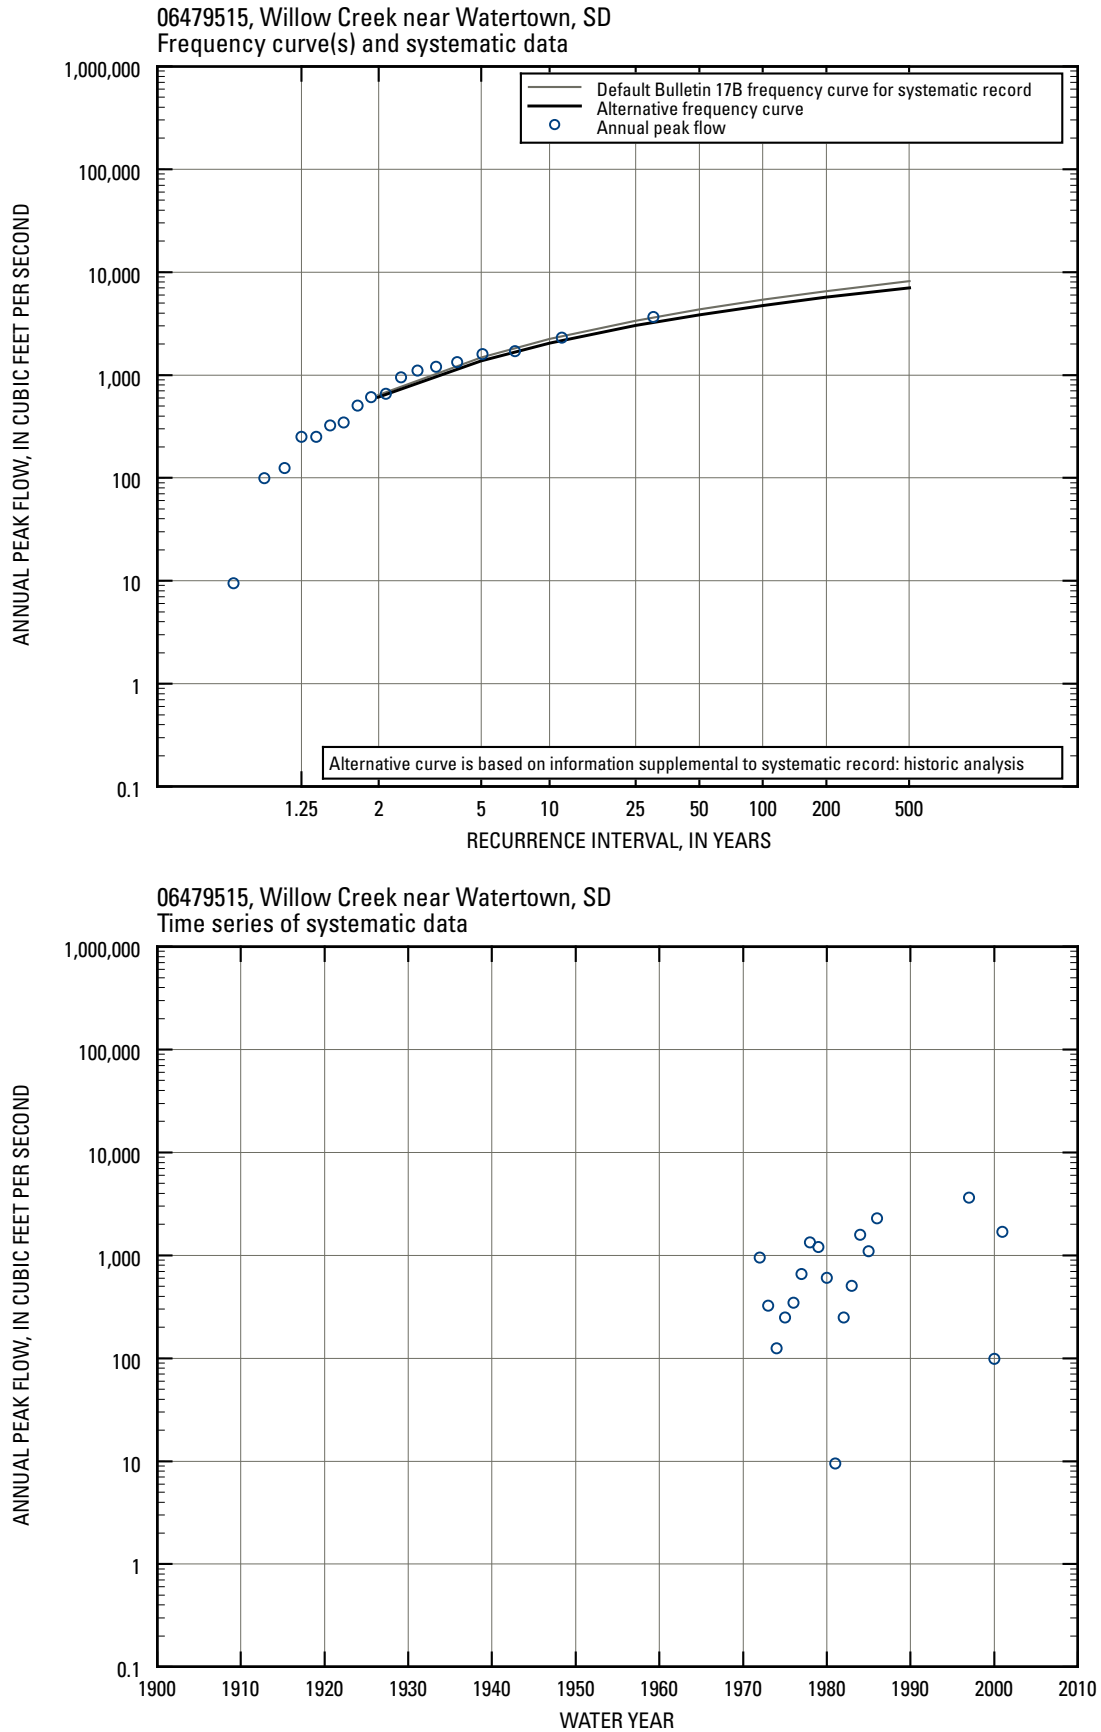 06479515, Willow Creek near Watertown, SD
Frequency curve(s) and systematic data
1,000,000
100,000
10,000
1,000
100
10
1
0.1
ANNUAL PEAK FLOW, IN CUBIC FEET PER SECOND
Default Bulletin 17B frequency curve for systematic record
Alternative frequency curve
Annual peak flow
Alternative curve is based on information supplemental to systematic record: historic analysis
1.25 2 5 10 25 50 100 200 500
RECURRENCE INTERVAL, IN YEARS
06479515, Willow Creek near Watertown, SD
Time series of systematic data
1,000,000
100,000
10,000
1,000
100
10
1
0.1
ANNUAL PEAK FLOW, IN CUBIC FEET PER SECOND
1900 1910 1920 1930 1940 1950 1960 1970 1980 1990 2000 2010
WATER YEAR